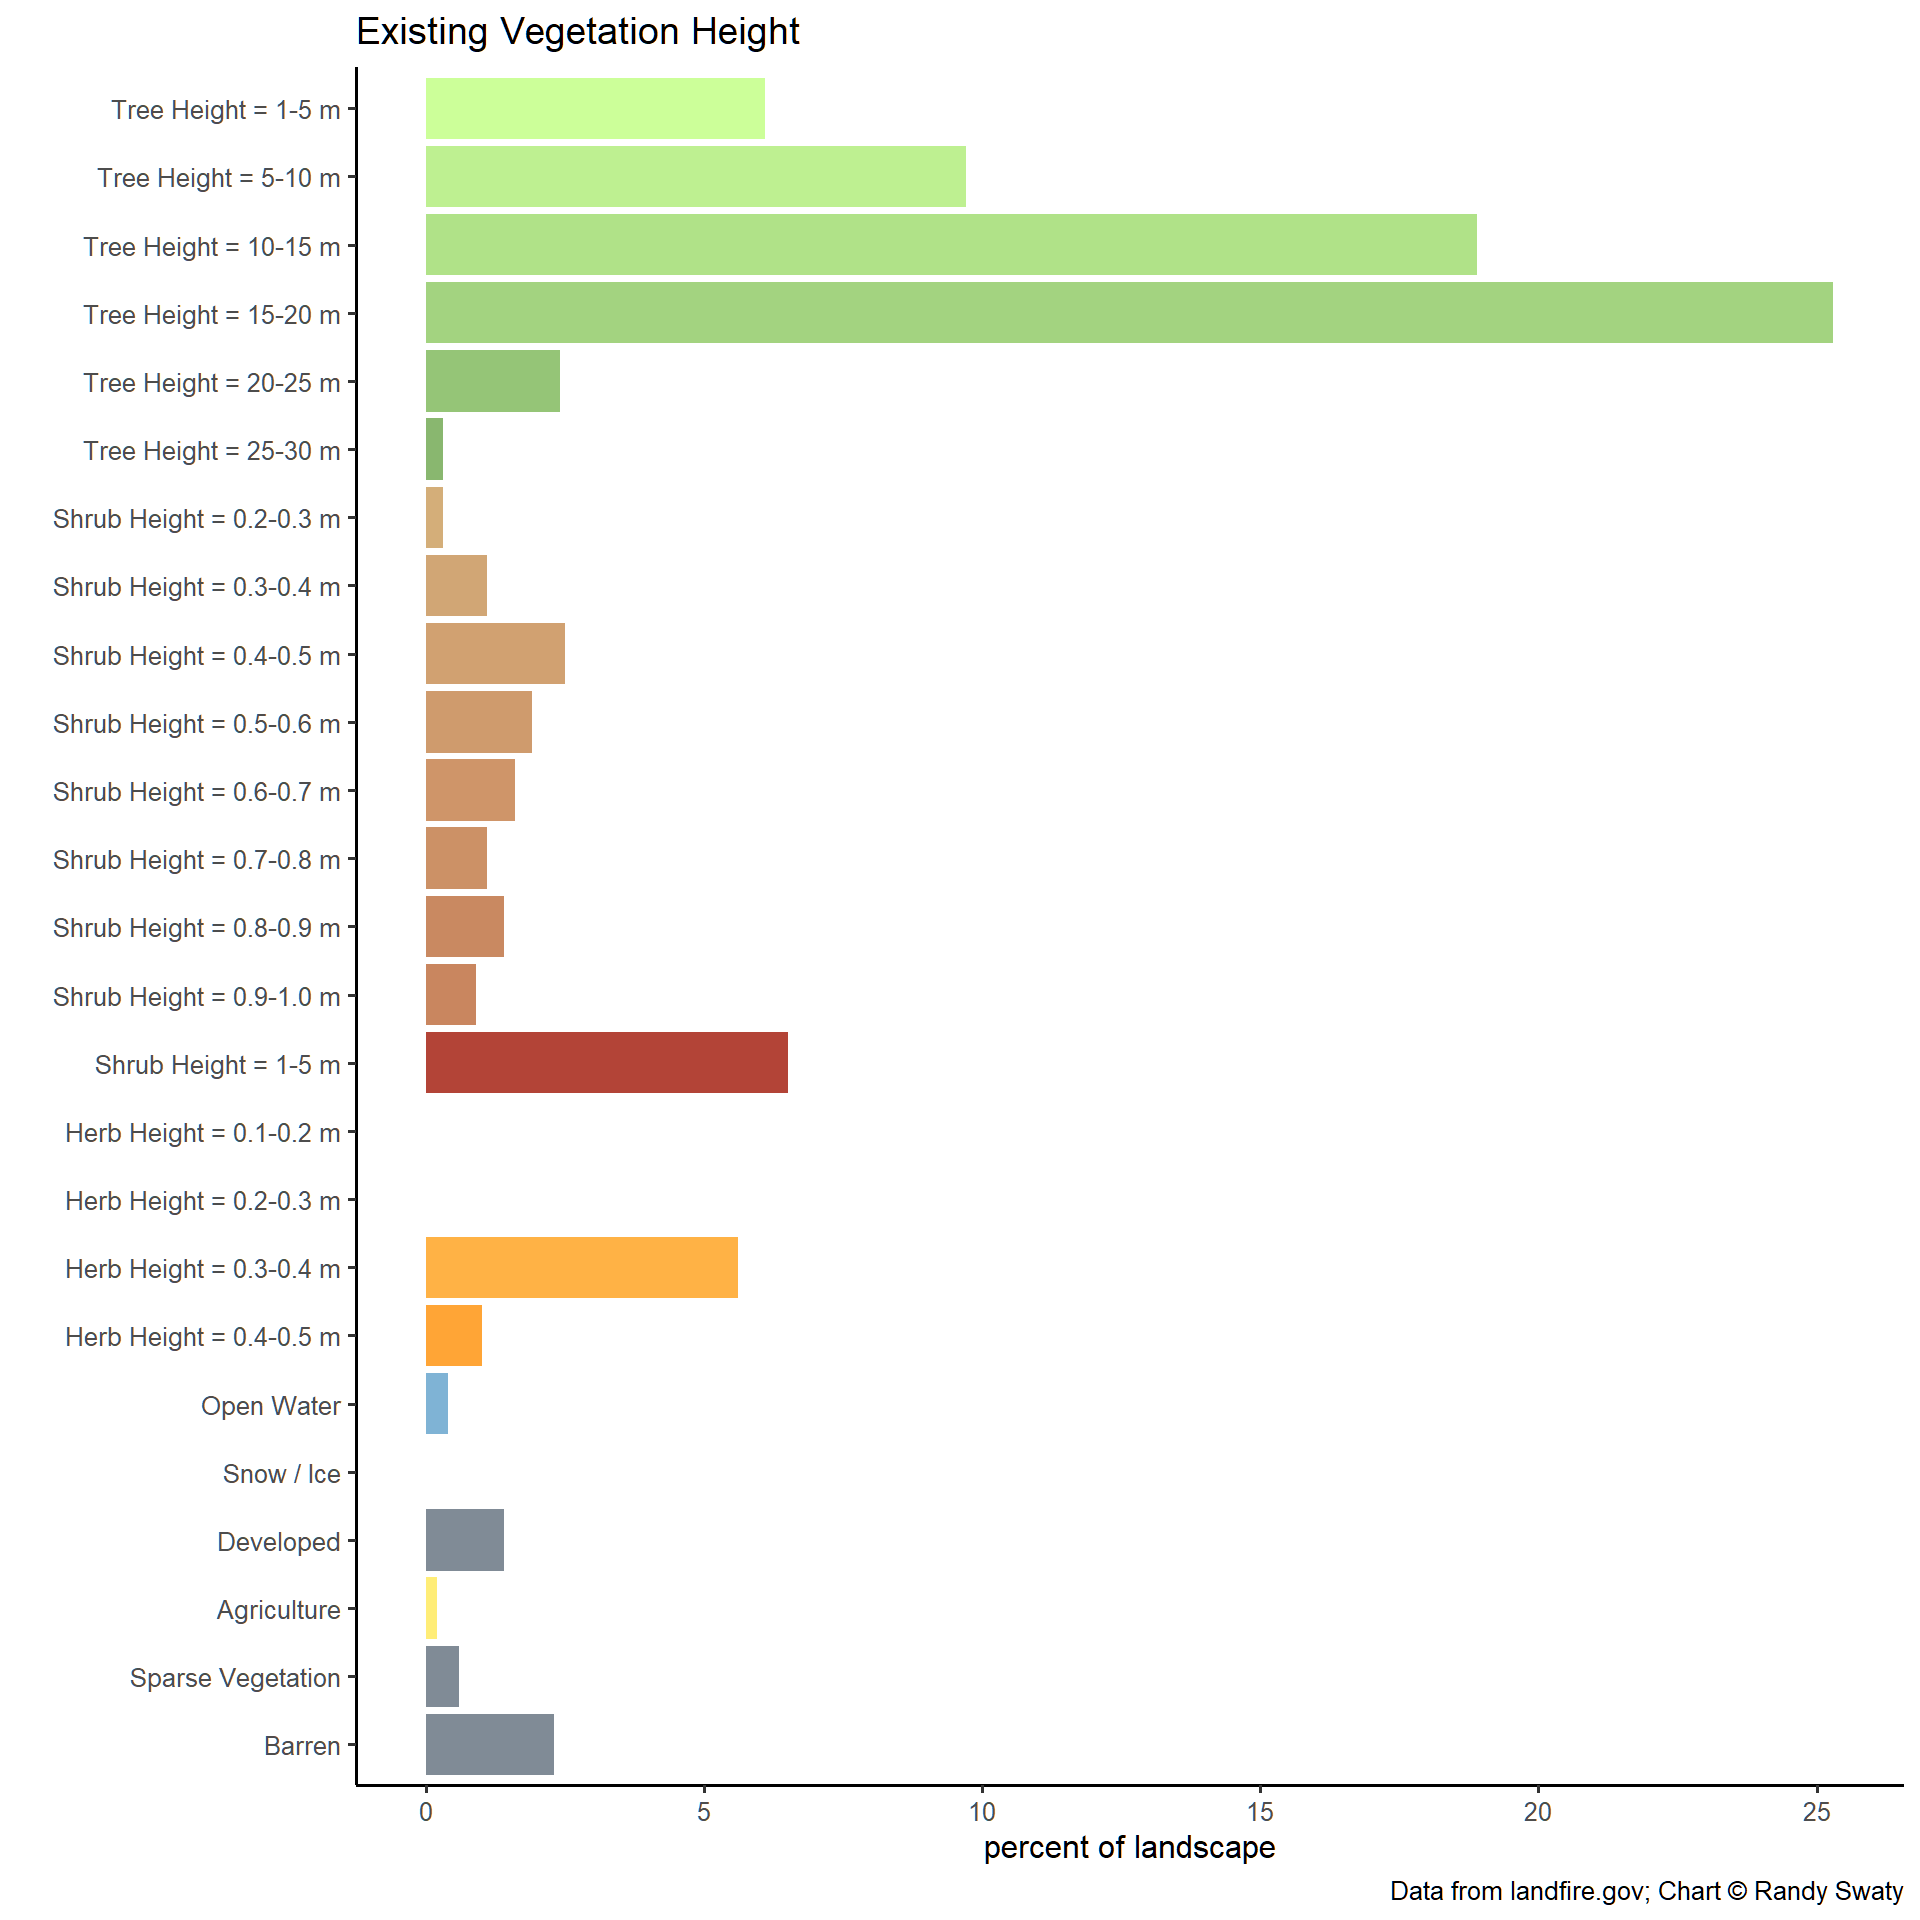 Existing Vegetation Height
Tree Height = 1-5 m
Tree Height = 5-10 m
Tree Height = 10-15 m
Tree Height = 15-20 m
Tree Height = 20-25 m
Tree Height = 25-30 m
Shrub Height = 0.2-0.3 m
Shrub Height = 0.3-0.4 m
Shrub Height = 0.4-0.5 m
Shrub Height = 0.5-0.6 m
Shrub Height = 0.6-0.7 m
Shrub Height = 0.7-0.8 m
Shrub Height = 0.8-0.9 m
Shrub Height = 0.9-1.0 m
Shrub Height = 1-5 m
Herb Height = 0.1-0.2 m
Herb Height = 0.2-0.3 m
Herb Height = 0.3-0.4 m
Herb Height = 0.4-0.5 m
Open Water
Snow / Ice
Developed
Agriculture
Sparse Vegetation
Barren
0 5 10 15 20 25
percent of landscape
Data from landfire.gov; Chart © Randy Swaty